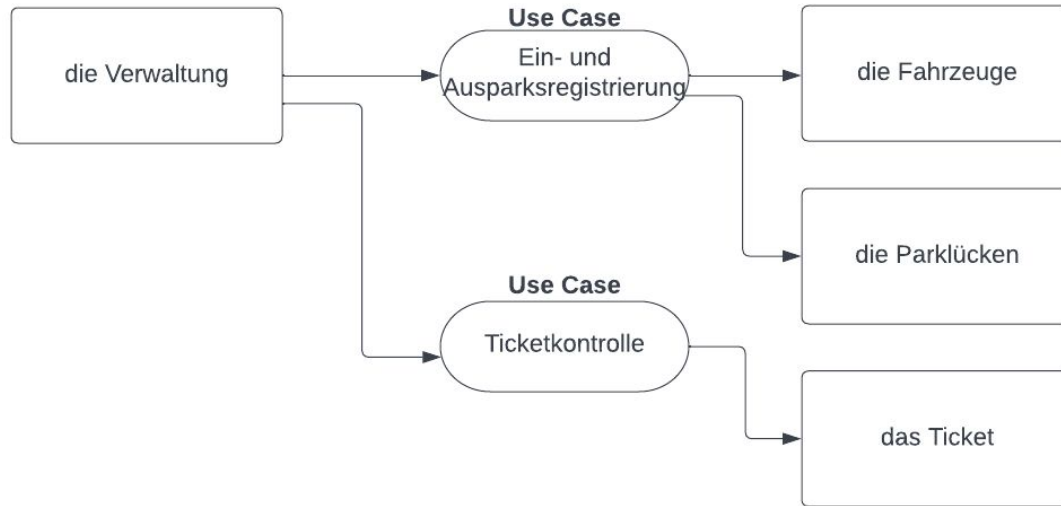 die Verwaltung
Use Case
Ein- und
Ausparksregistrierung
die Fahrzeuge
die Parklücken
Use Case
Ticketkontrolle
das Ticket